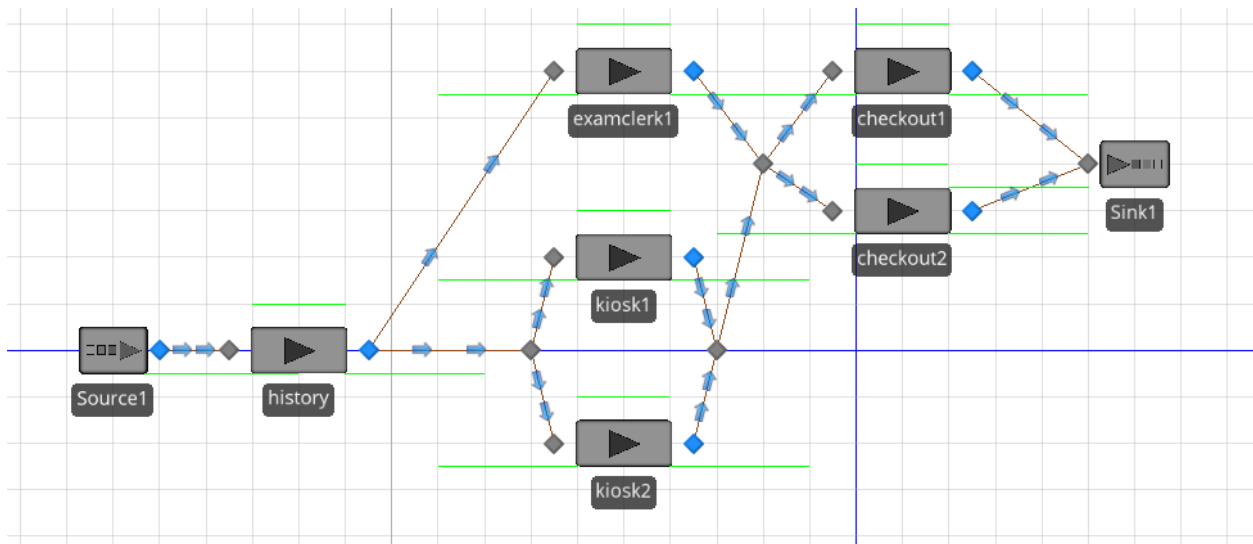 examclerk1
checkout1
Sink1
checkout2
kiosk1
Source1
history
kiosk2